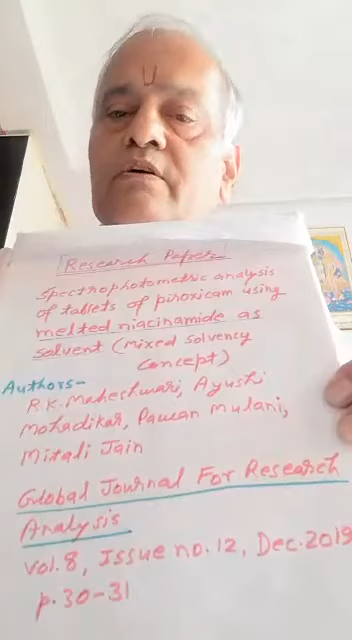 Research Paper
Spectrophotometric analysis
of tablets of piroxicam using
melted niacinamide as
solvent (Mixed solvency
Concept)
Authors-
R.K. Maheshwari, Ayushi
Mohadikar, Pawan Mulani,
Mitali Jain
Global Journal For Research
Analysis
Vol.8, Issue no.12, Dec.2019
p.30-31